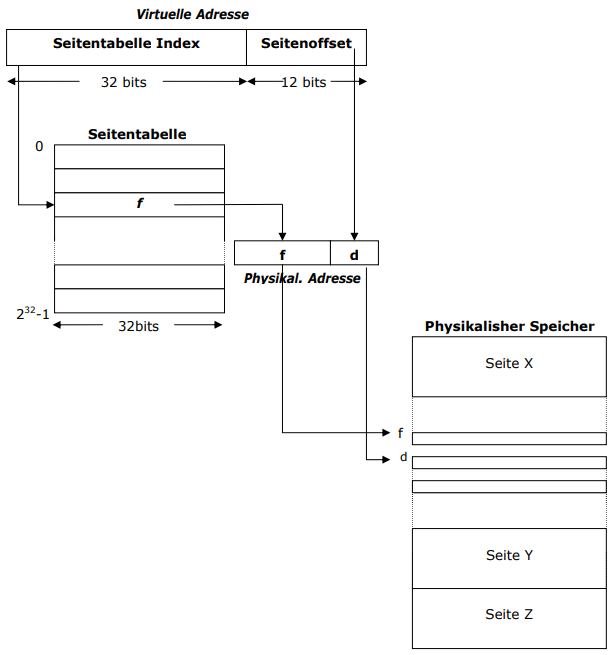 Virtuelle Adresse
Seitentabelle Index Seitenoffset
32 bits 12 bits
Seitentabelle
0
f
f d
Physikal. Adresse
2^32-1
32bits
Physikalisher Speicher
Seite X
f
d
Seite Y
Seite Z